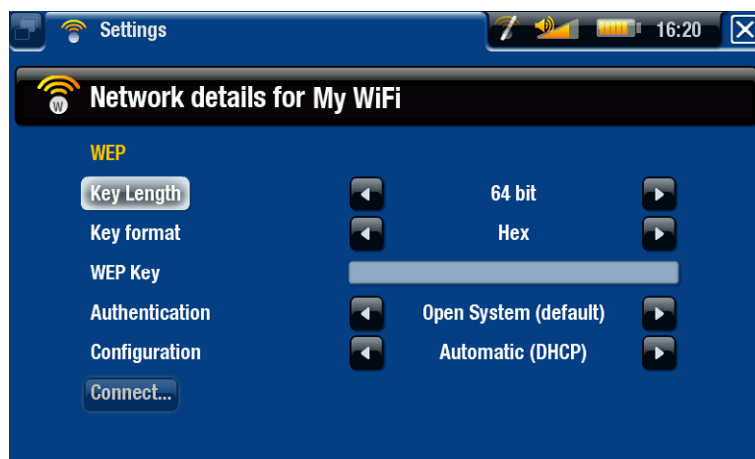 Settings 16:20
W Network details for My WiFi
WEP
Key Length 64 bit
Key format Hex
WEP Key
Authentication Open System (default)
Configuration Automatic (DHCP)
Connect...